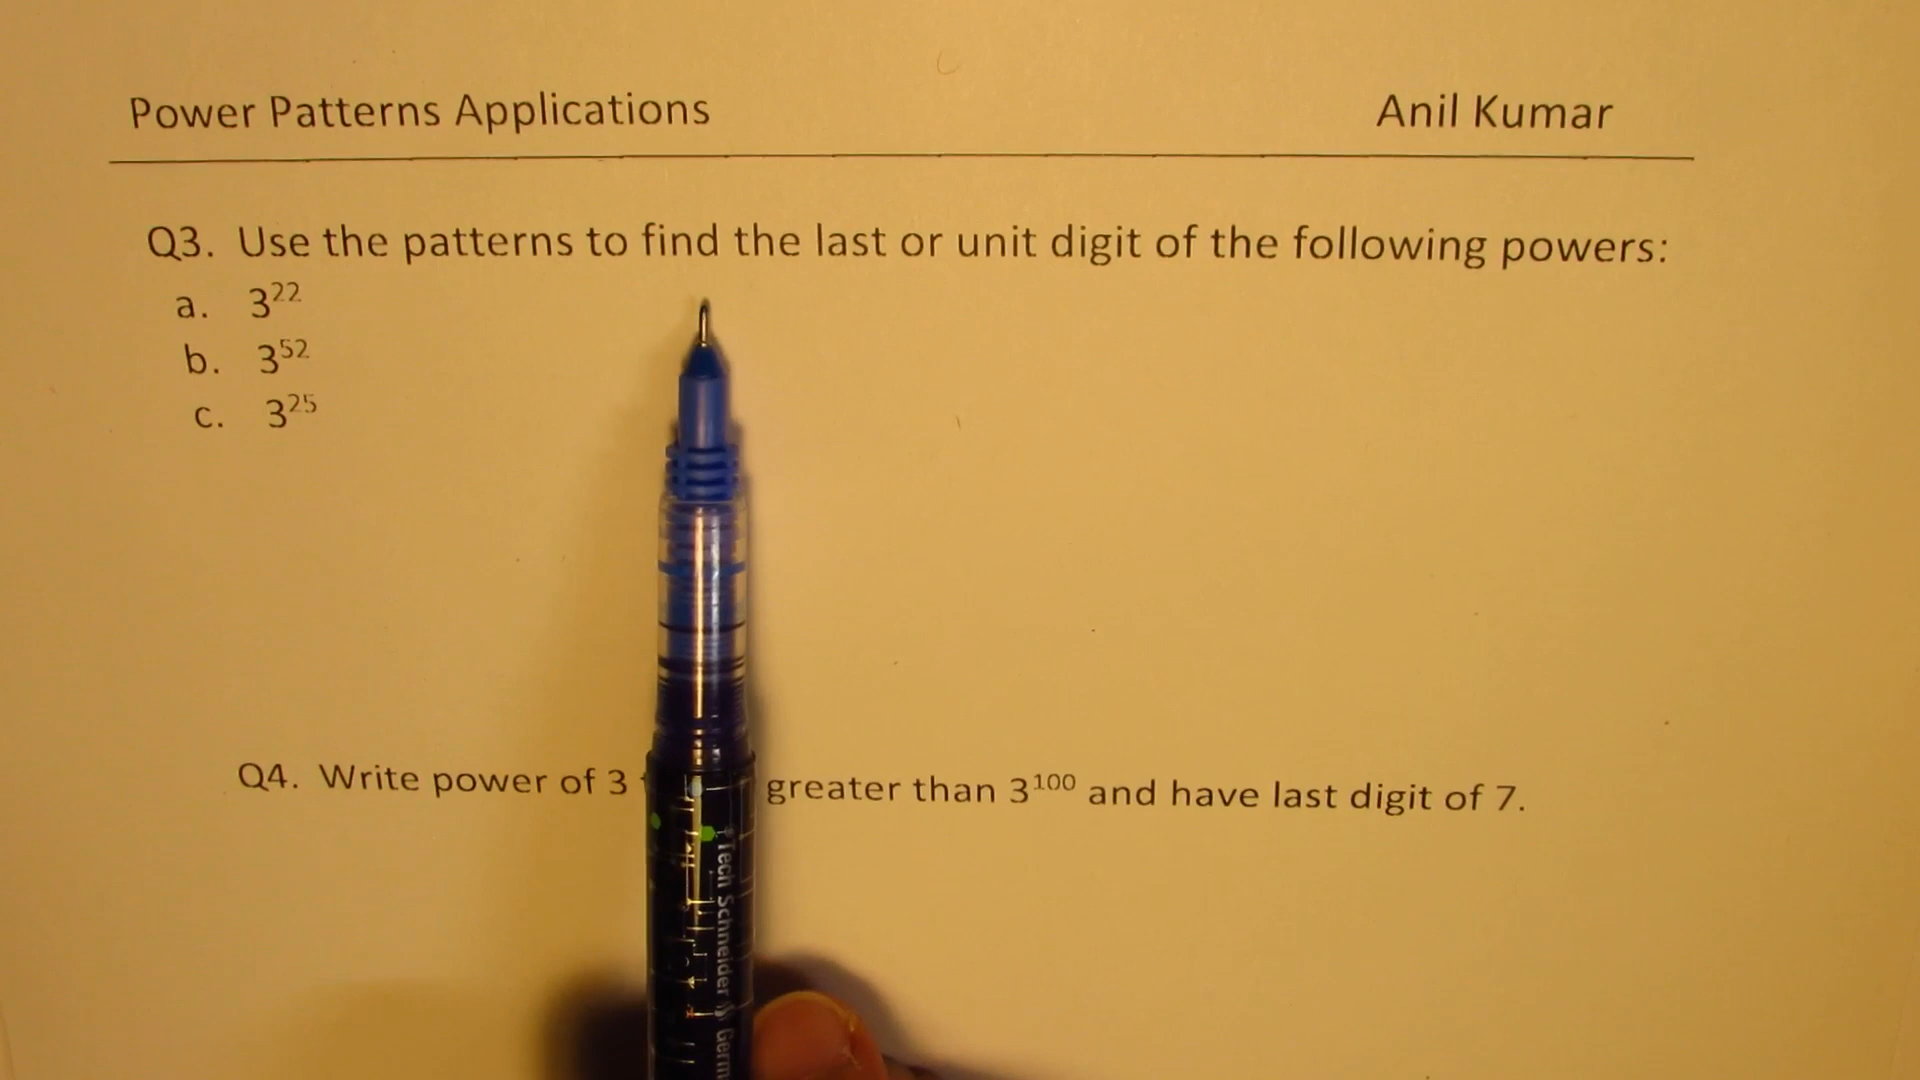 Power Patterns Applications Anil Kumar
Q3. Use the patterns to find the last or unit digit of the following powers:
a. 3²²
b. 3⁵²
c. 3²⁵
Q4. Write power of 3 greater than 3¹⁰⁰ and have last digit of 7.
Tech Schneider Germ